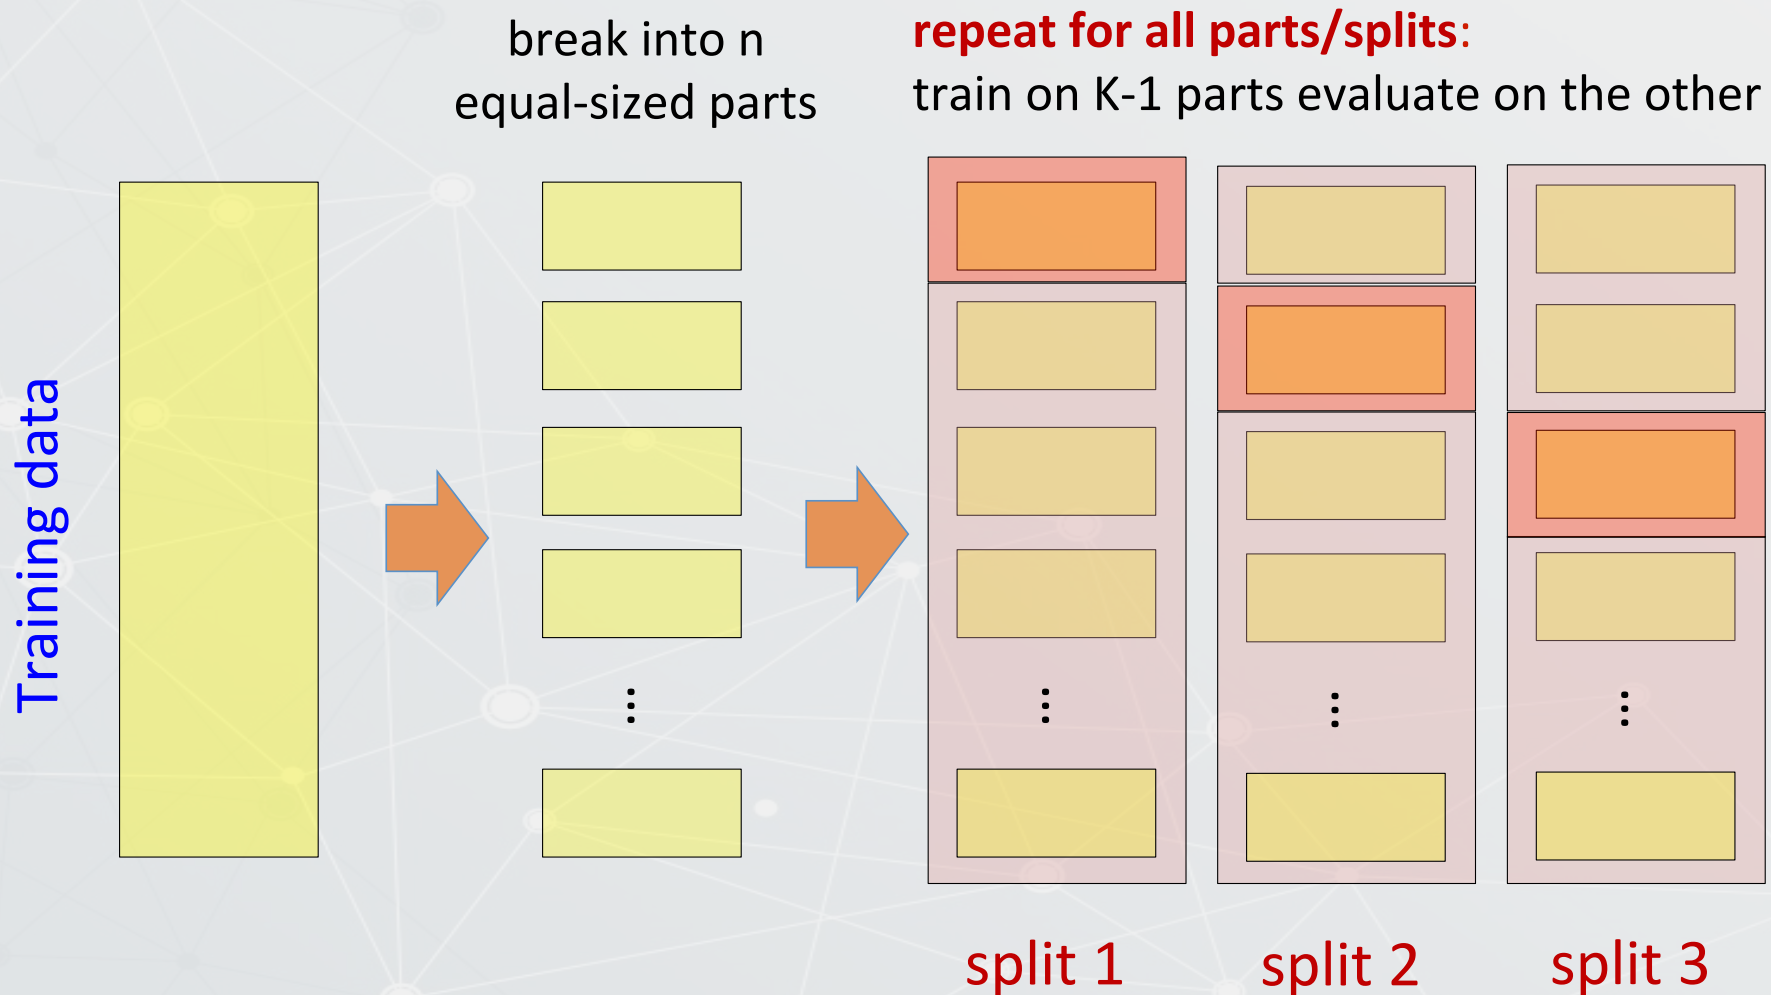 break into n
equal-sized parts
repeat for all parts/splits:
train on K-1 parts evaluate on the other
Training data
⋮
⋮
⋮
⋮
split 1
split 2
split 3